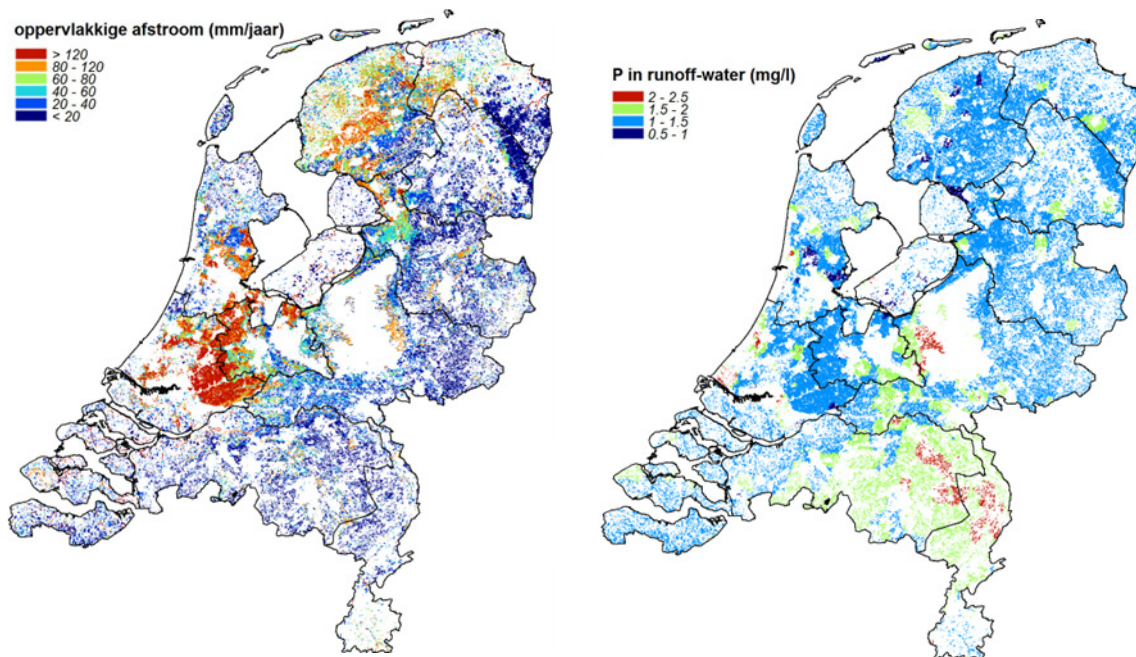 oppervlakkige afstroom (mm/jaar)
> 120
80 - 120
60 - 80
40 - 60
20 - 40
< 20
P in runoff-water (mg/l)
2 - 2.5
1.5 - 2
1 - 1.5
0.5 - 1